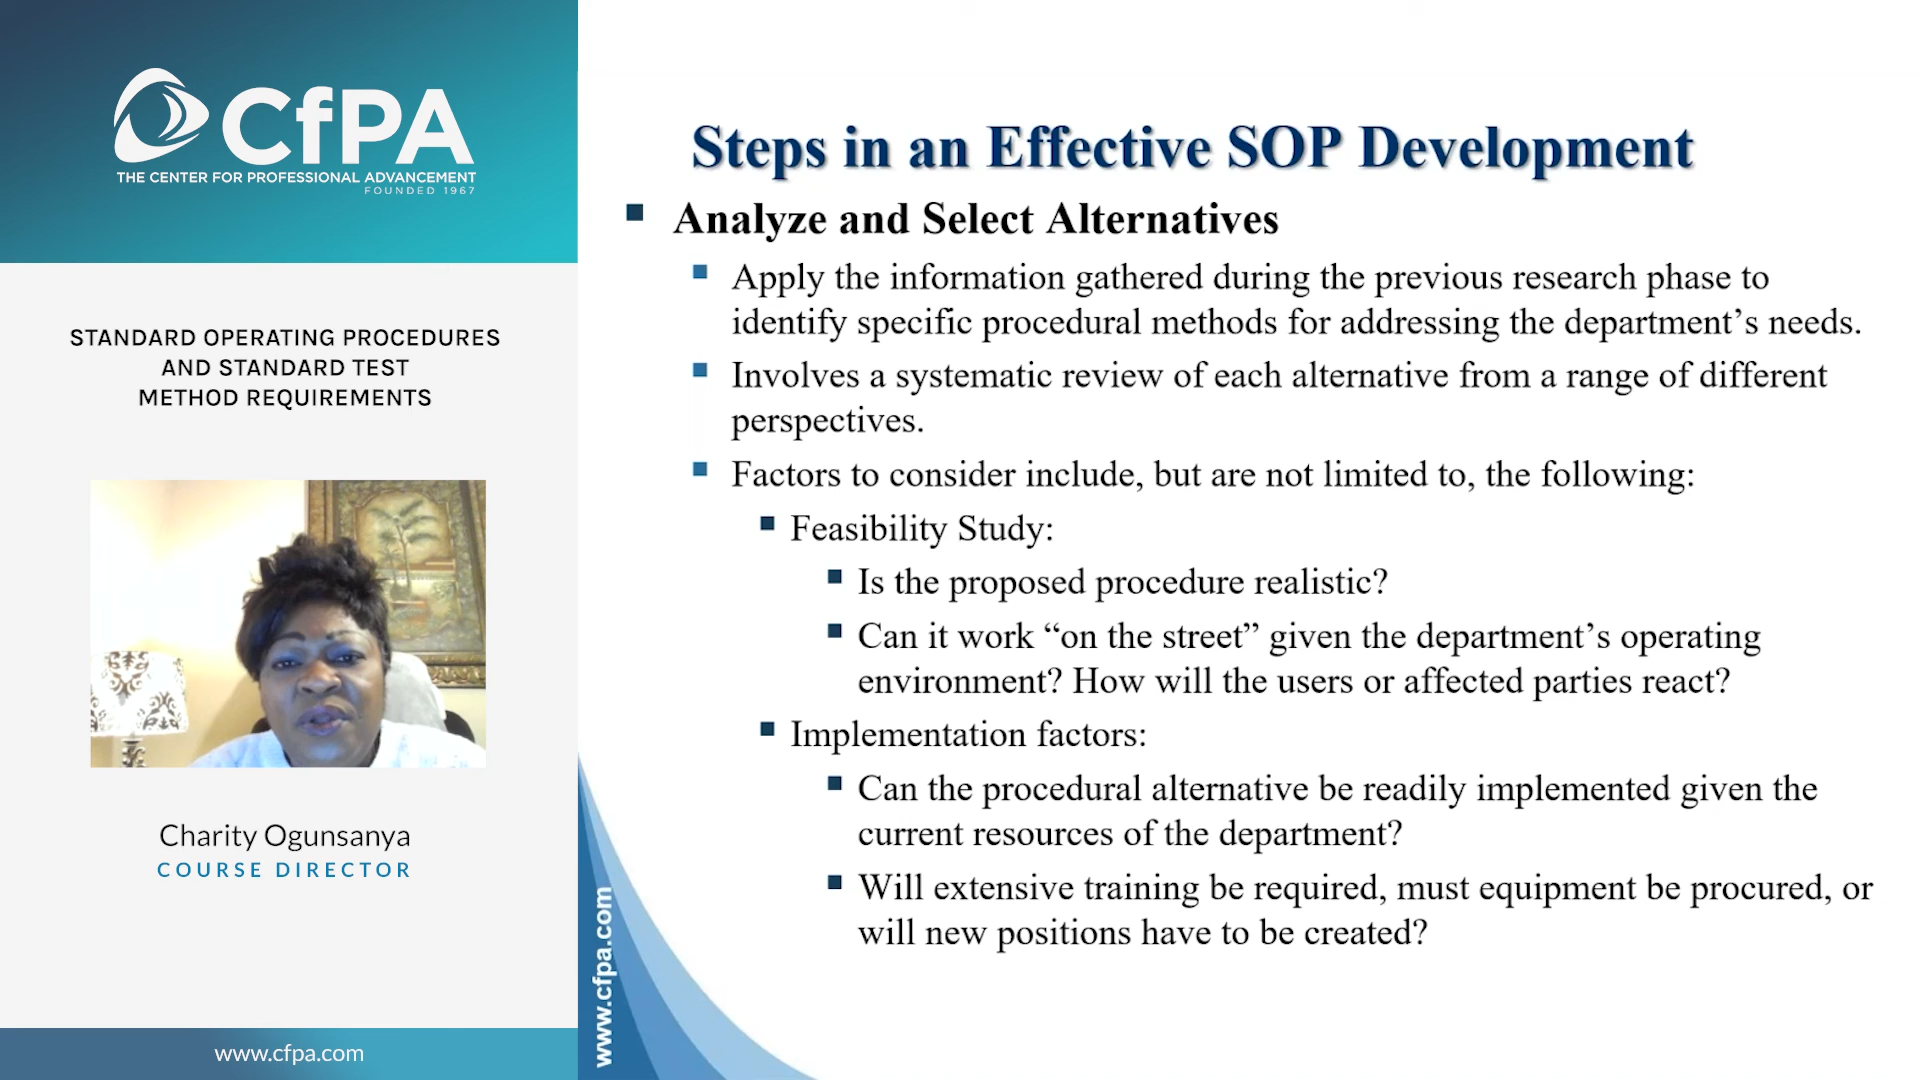 CfPA
THE CENTER FOR PROFESSIONAL ADVANCEMENT
FOUNDED 1967
STANDARD OPERATING PROCEDURES
AND STANDARD TEST
METHOD REQUIREMENTS
Charity Ogunsanya
COURSE DIRECTOR
www.cfpa.com
Steps in an Effective SOP Development
Analyze and Select Alternatives
Apply the information gathered during the previous research phase to
identify specific procedural methods for addressing the department’s needs.
Involves a systematic review of each alternative from a range of different
perspectives.
Factors to consider include, but are not limited to, the following:
Feasibility Study:
Is the proposed procedure realistic?
Can it work “on the street” given the department’s operating
environment? How will the users or affected parties react?
Implementation factors:
Can the procedural alternative be readily implemented given the
current resources of the department?
Will extensive training be required, must equipment be procured, or
will new positions have to be created?
www.cfpa.com